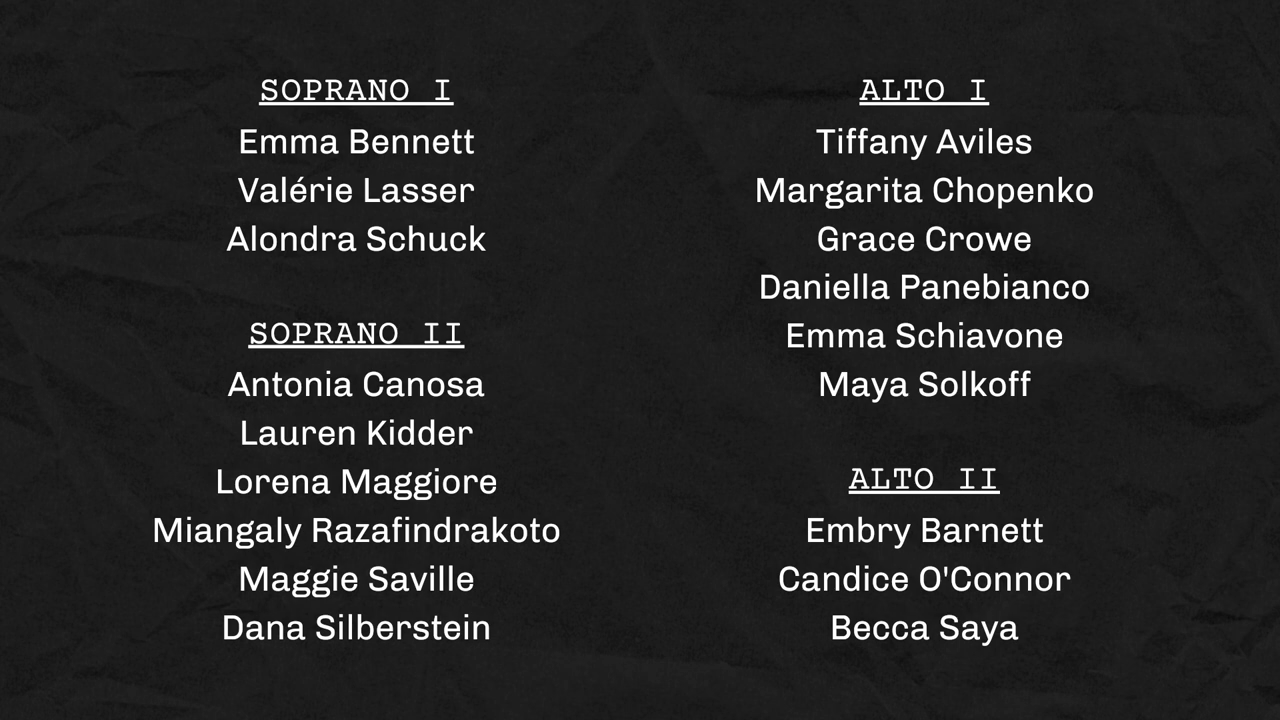 SOPRANO I
Emma Bennett
Valérie Lasser
Alondra Schuck
SOPRANO II
Antonia Canosa
Lauren Kidder
Lorena Maggiore
Miangaly Razafindrakoto
Maggie Saville
Dana Silberstein
ALTO I
Tiffany Aviles
Margarita Chopenko
Grace Crowe
Daniella Panebianco
Emma Schiavone
Maya Solkoff
ALTO II
Embry Barnett
Candice O'Connor
Becca Saya